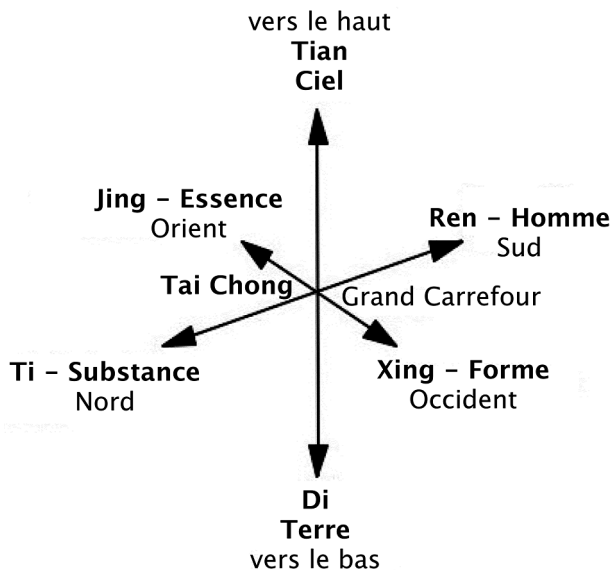 vers le haut
Tian
Ciel
Jing – Essence
Orient
Ren – Homme
Sud
Tai Chong
Grand Carrefour
Ti – Substance
Nord
Xing – Forme
Occident
Di
Terre
vers le bas